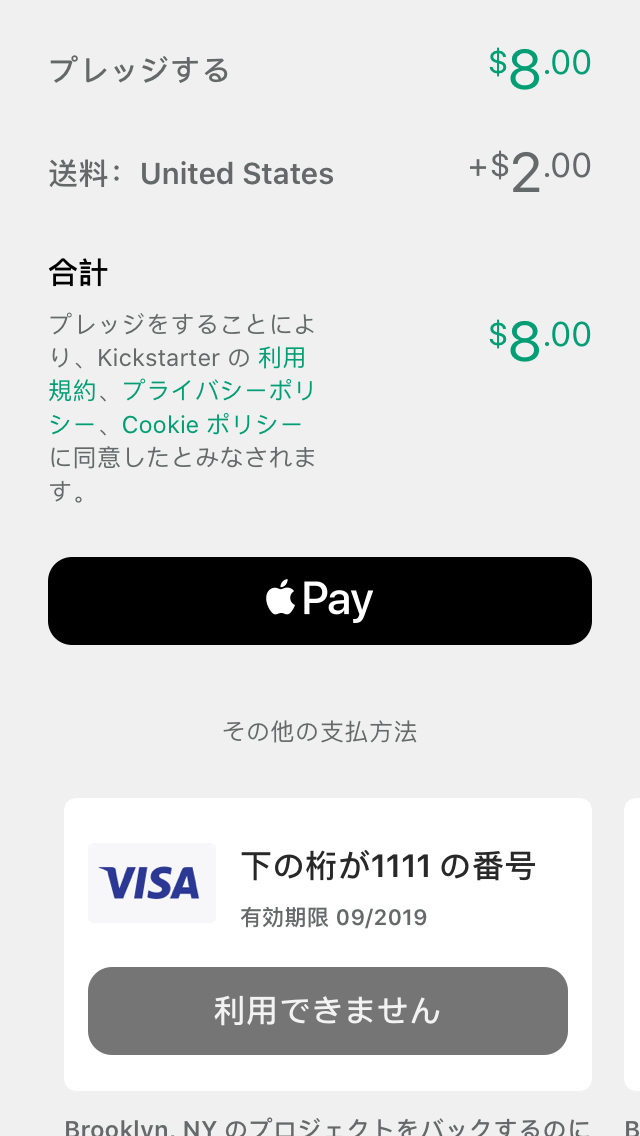 プレッジする $8.00
送料： United States +$2.00
合計
プレッジをすることによ
り、Kickstarter の 利用
規約、プライバシーポリ
シー、Cookie ポリシー
に同意したとみなされま
す。
$8.00
Pay
その他の支払方法
VISA
下の桁が1111 の番号
有効期限 09/2019
利用できません
Brooklyn, NY のプロジェクトをバックするのに